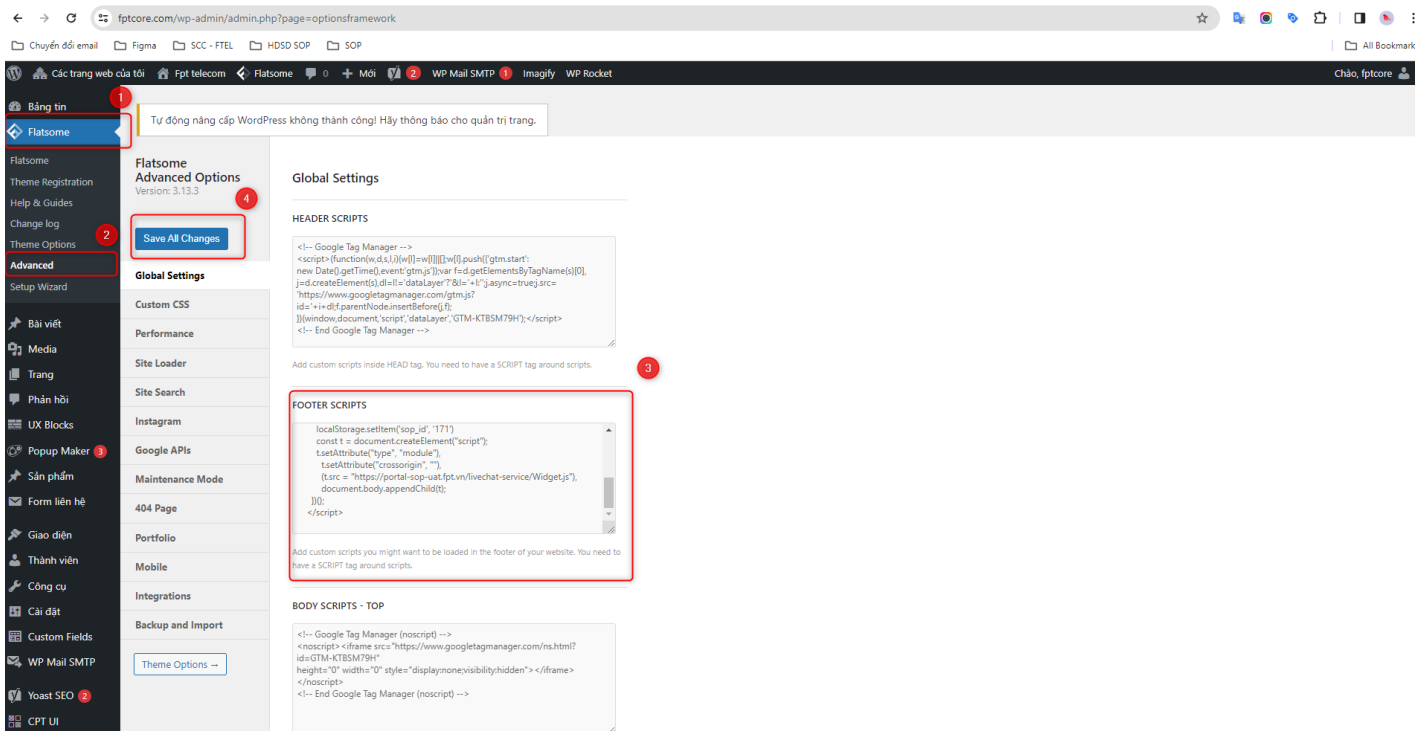 fptcore.com/wp-admin/admin.php?page=optionsframework
Chuyển đổi email Figma SCC - FTEL HDSD SOP SOP All Bookmark
Các trang web của tôi Fpt telecom Flatsome 0 Mới 2 WP Mail SMTP 1 Imagify WP Rocket Chào, fptcore
1
Bảng tin
Flatsome
Flatsome
Theme Registration
Help & Guides
Change log
2
Theme Options
Advanced
Setup Wizard
Bài viết
Media
Trang
Phản hồi
UX Blocks
Popup Maker 3
Sản phẩm
Form liên hệ
Giao diện
Thành viên
Công cụ
Cài đặt
Custom Fields
WP Mail SMTP
Yoast SEO 2
CPT UI
Tự động nâng cấp WordPress không thành công! Hãy thông báo cho quản trị trang.
Flatsome
Advanced Options
Version: 3.13.3
4
Save All Changes
Global Settings
Custom CSS
Performance
Site Loader
Site Search
Instagram
Google APIs
Maintenance Mode
404 Page
Portfolio
Mobile
Integrations
Backup and Import
Theme Options →
Global Settings
HEADER SCRIPTS
<!-- Google Tag Manager -->
<script>(function(w,d,s,l,i){w[l]=w[l]||[];w[l].push({'gtm.start':
new Date().getTime(),event:'gtm.js'});var f=d.getElementsByTagName(s)[0],
j=d.createElement(s),dl=l!='dataLayer'?'&l='+l:'';j.async=true;j.src=
'https://www.googletagmanager.com/gtm.js?
id='+i+dl;f.parentNode.insertBefore(j,f);
})(window,document,'script','dataLayer','GTM-KTBSM79H');</script>
<!-- End Google Tag Manager -->
Add custom scripts inside HEAD tag. You need to have a SCRIPT tag around scripts.
3
FOOTER SCRIPTS
localStorage.setItem('sop_id', '171')
const t = document.createElement("script");
t.setAttribute("type", "module"),
t.setAttribute("crossorigin", ""),
(t.src = "https://portal-sop-uat.fpt.vn/livechat-service/Widget.js"),
document.body.appendChild(t);
})();
</script>
Add custom scripts you might want to be loaded in the footer of your website. You need to
have a SCRIPT tag around scripts.
BODY SCRIPTS - TOP
<!-- Google Tag Manager (noscript) -->
<noscript><iframe src="https://www.googletagmanager.com/ns.html?
id=GTM-KTBSM79H"
height="0" width="0" style="display:none;visibility:hidden"></iframe>
</noscript>
<!-- End Google Tag Manager (noscript) -->